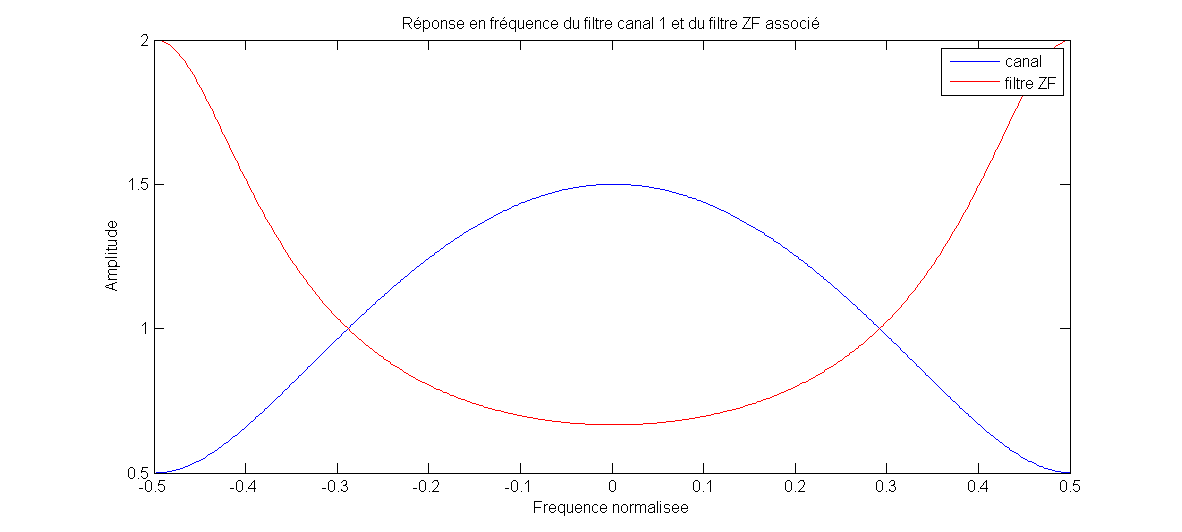 Réponse en fréquence du filtre canal 1 et du filtre ZF associé
canal
filtre ZF
2
1.5
1
0.5
Amplitude
-0.5 -0.4 -0.3 -0.2 -0.1 0 0.1 0.2 0.3 0.4 0.5
Frequence normalisee